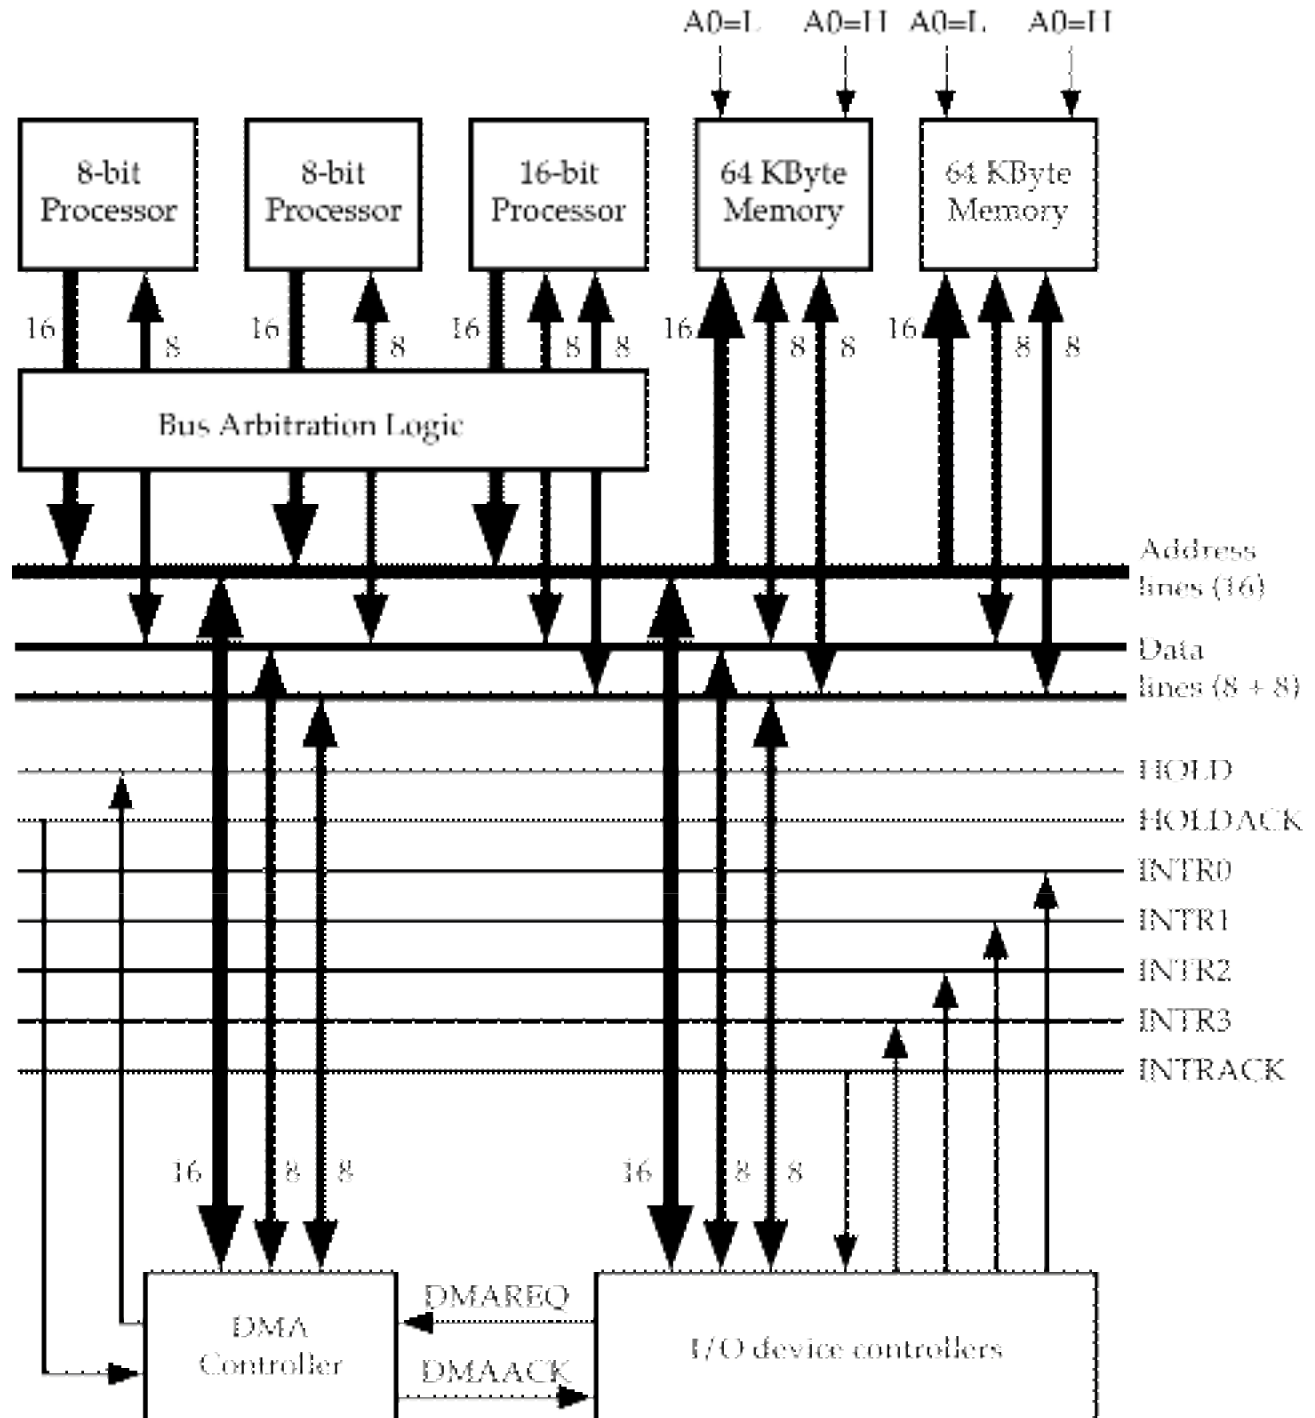 A0=L A0=H A0=L A0=H
8-bit
Processor
8-bit
Processor
16-bit
Processor
64 KByte
Memory
64 KByte
Memory
16 8 16 8 16 8 8 16 8 8 16 8 8
Bus Arbitration Logic
Address
lines (16)
Data
lines (8 + 8)
HOLD
HOLDACK
INTR0
INTR1
INTR2
INTR3
INTRACK
16 8 8 16 8 8
DMAREQ
DMA
Controller
DMAACK
I/O device controllers